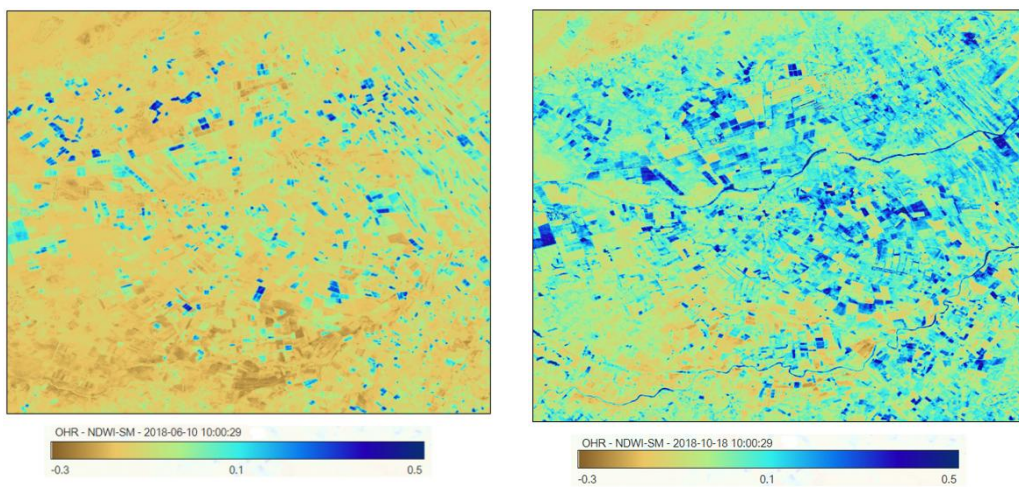 OHR - NDWI-SM - 2018-06-10 10:00:29
-0.3 0.1 0.5
OHR - NDWI-SM - 2018-10-18 10:00:29
-0.3 0.1 0.5